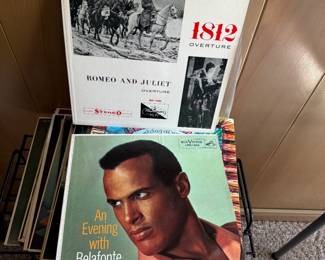 1812
OVERTURE
ROMEO AND JULIET
OVERTURE
STEREO
RCA VICTOR
An
Evening
with
Belafonte